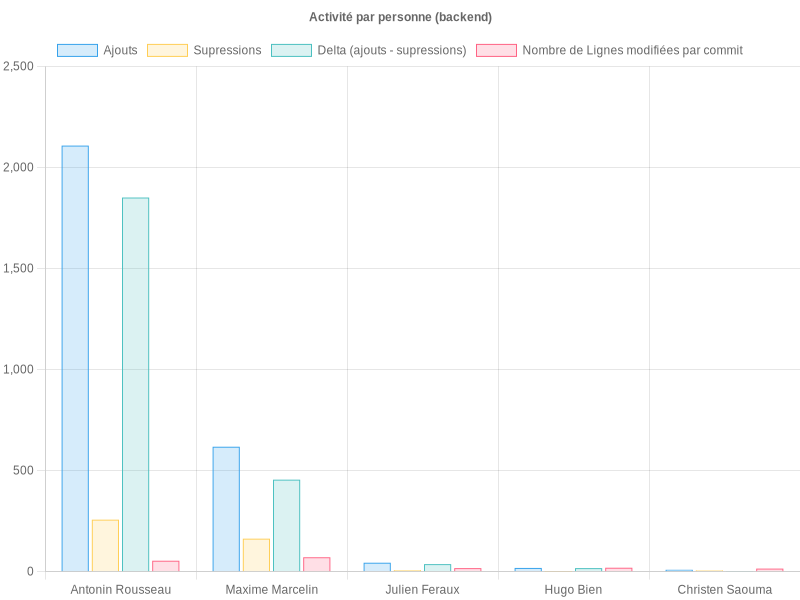 Activité par personne (backend)
Ajouts Supressions Delta (ajouts - supressions) Nombre de Lignes modifiées par commit
2,500
2,000
1,500
1,000
500
0
Antonin Rousseau Maxime Marcelin Julien Feraux Hugo Bien Christen Saouma